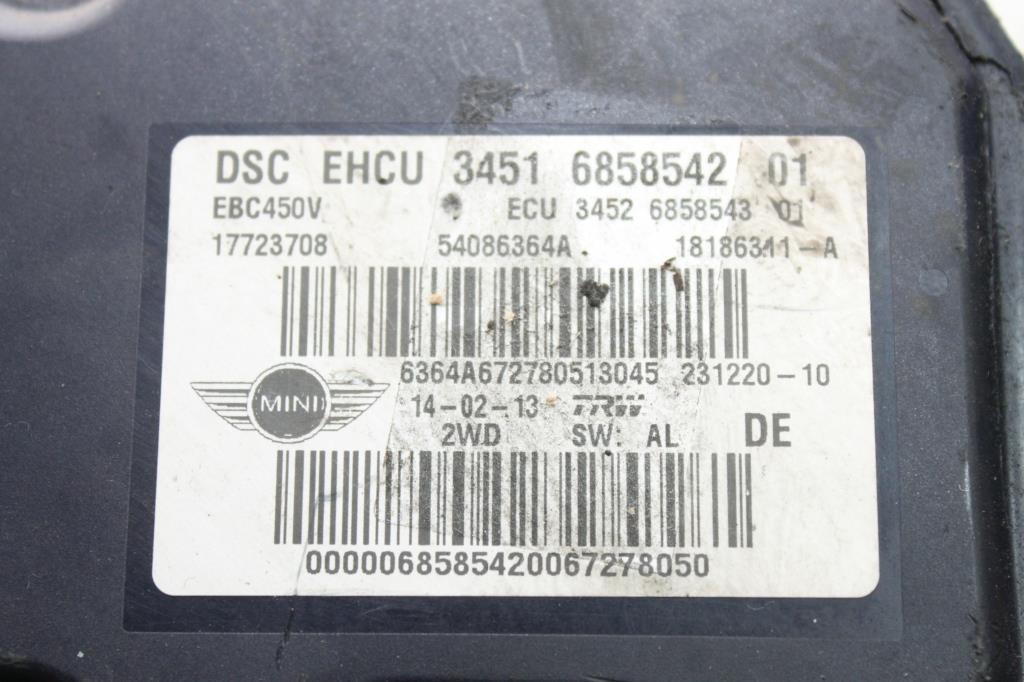 DSC EHCU 3451 6858542 01
EBC450V ECU 3452 6858543 01
17723708 54086364A 18186311-A
6364A672780513045 231220-10
MINI 14-02-13 TRW
2WD SW: AL DE
0000068585420067278050